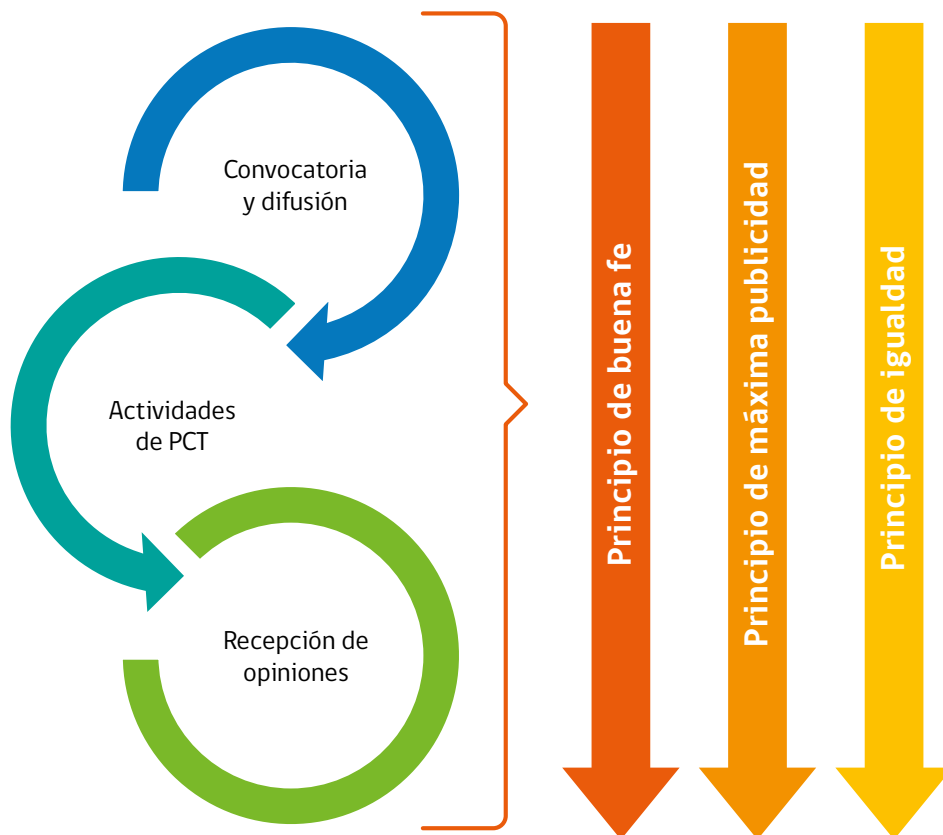 Convocatoria
y difusión
Actividades
de PCT
Recepción de
opiniones
Principio de buena fe
Principio de máxima publicidad
Principio de igualdad